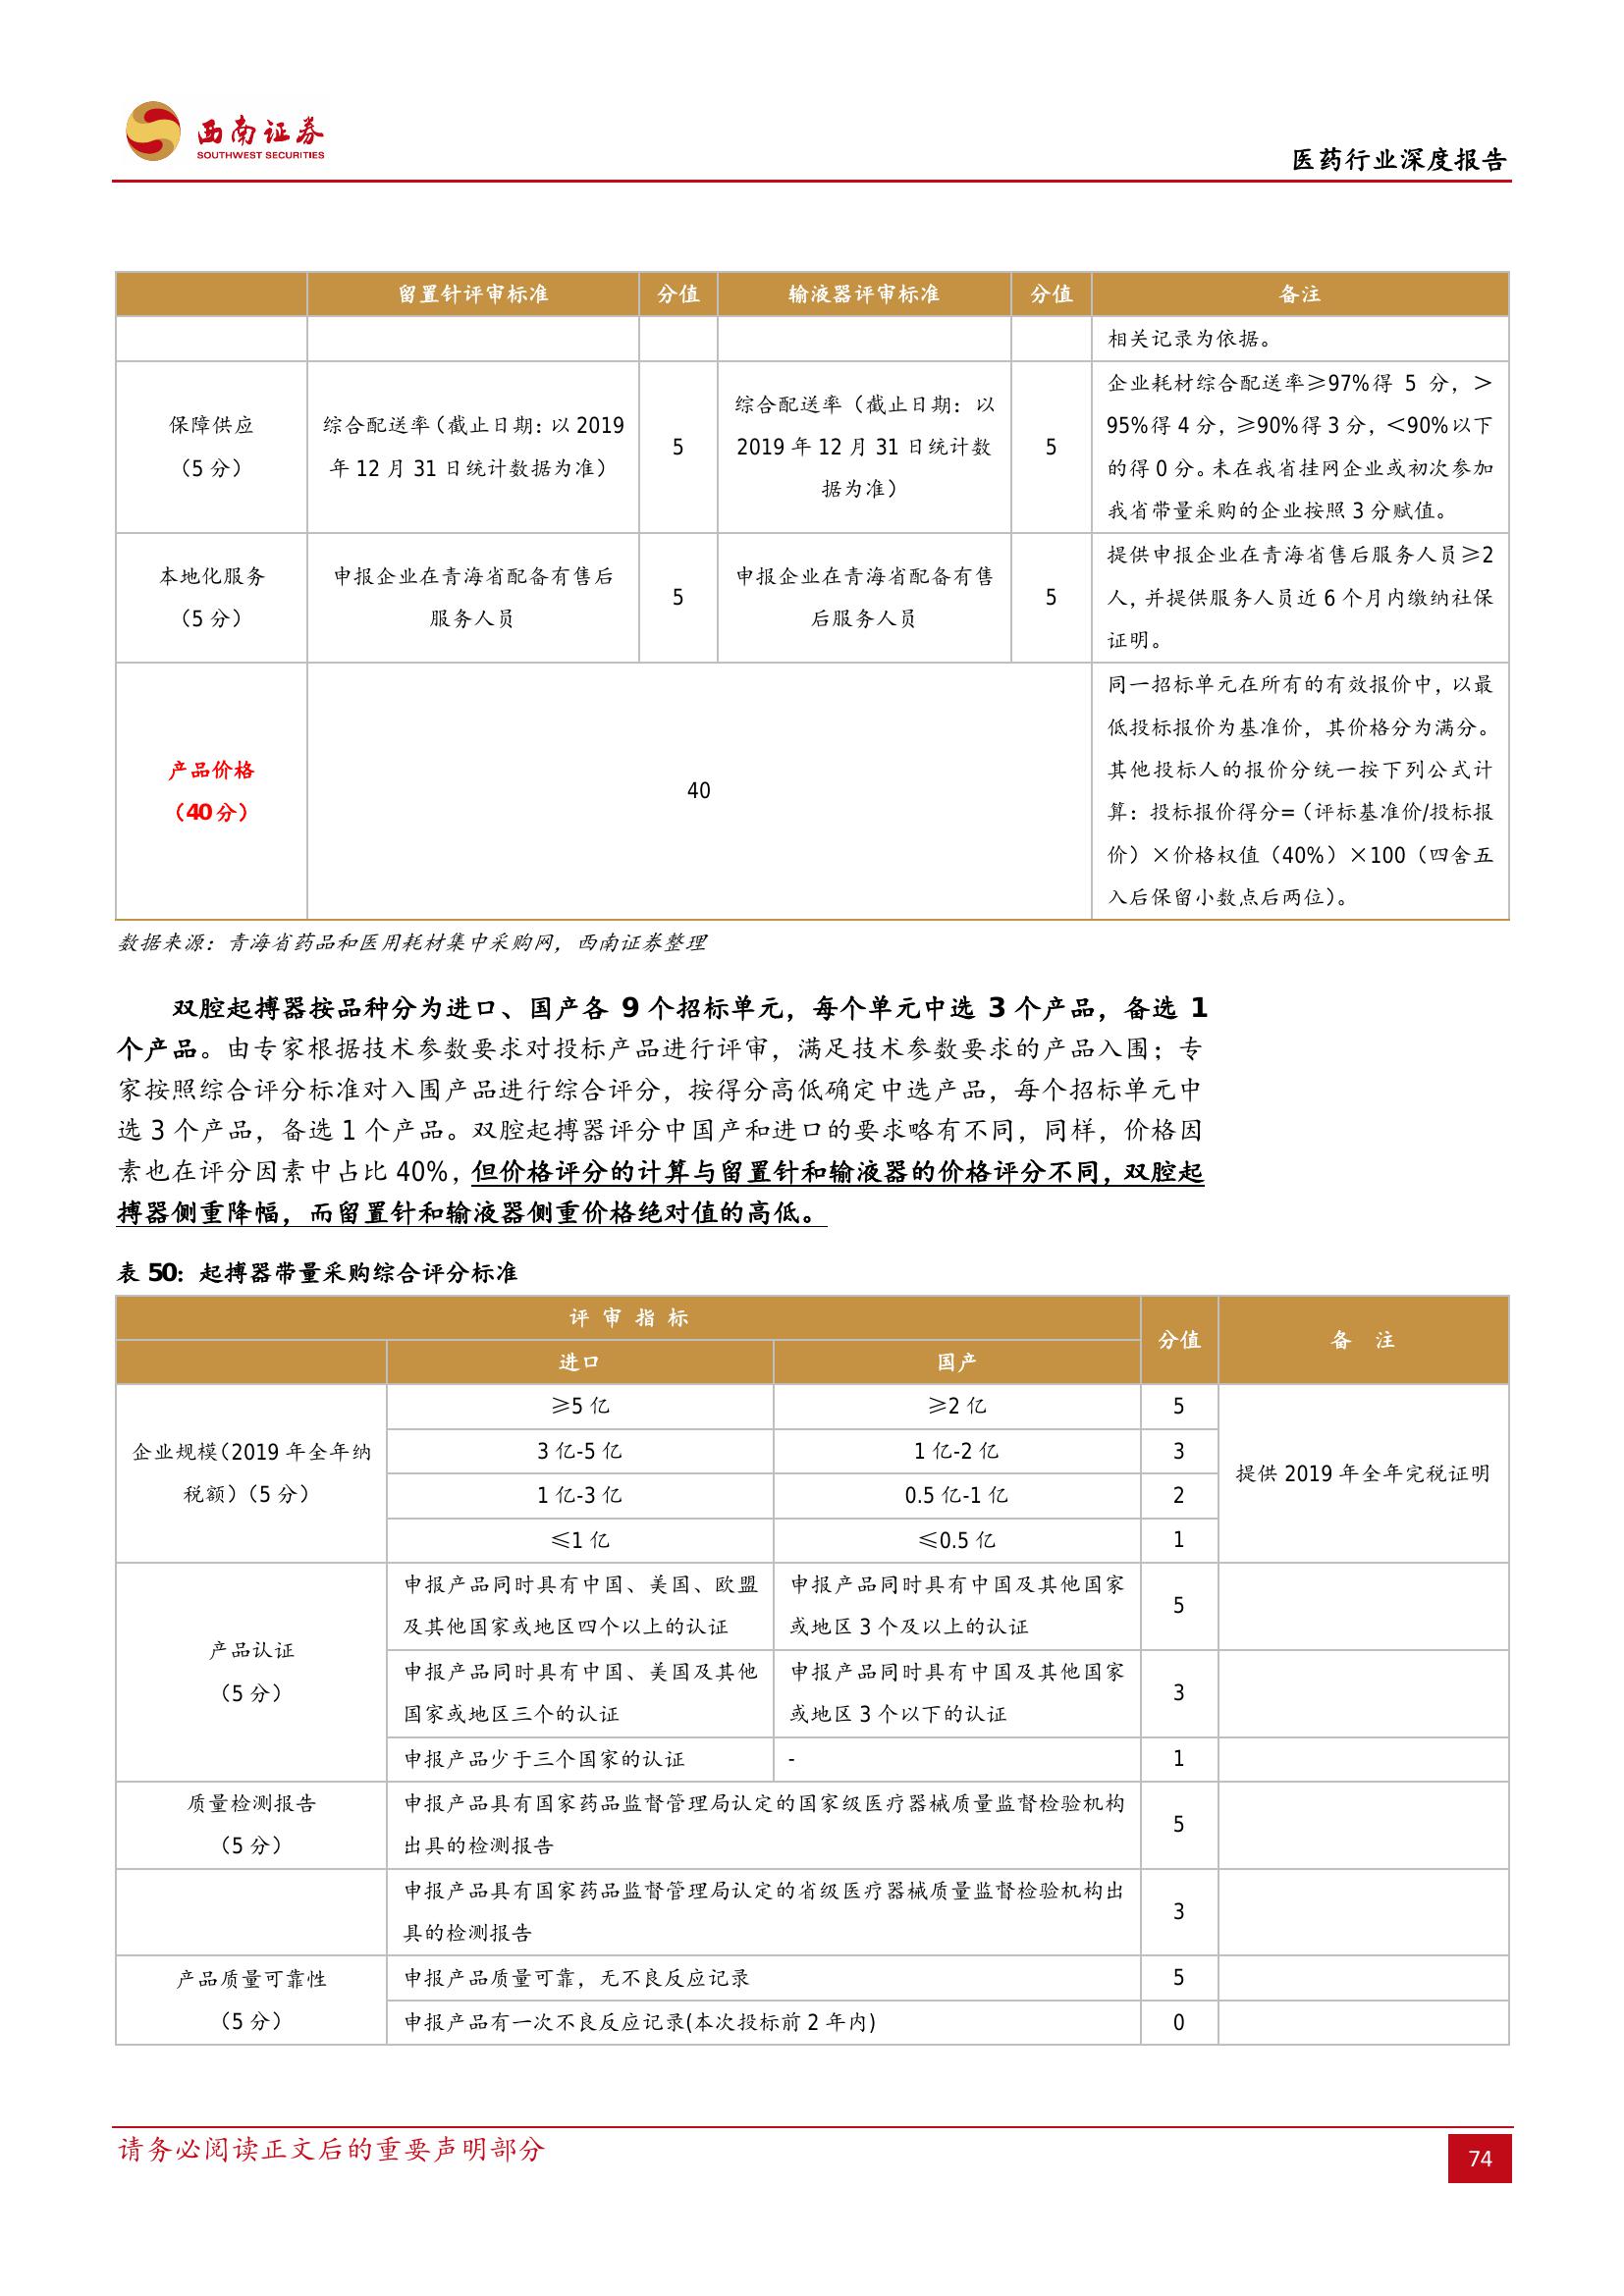 西南证券
SOUTHWEST SECURITIES
医药行业深度报告
留置针评审标准 分值 输液器评审标准 分值 备注
相关记录为依据。
保障供应
（5 分）
综合配送率（截止日期：以 2019
年 12 月 31 日统计数据为准）
5
综合配送率（截止日期：以
2019 年 12 月 31 日统计数
据为准）
5
企业耗材综合配送率≥97%得 5 分，＞
95%得 4 分，≥90%得 3 分，＜90%以下
的得 0 分。未在我省挂网企业或初次参加
我省带量采购的企业按照 3 分赋值。
本地化服务
（5 分）
申报企业在青海省配备有售后
服务人员
5
申报企业在青海省配备有售
后服务人员
5
提供申报企业在青海省售后服务人员≥2
人，并提供服务人员近 6 个月内缴纳社保
证明。
产品价格
（40 分）
40
同一招标单元在所有的有效报价中，以最
低投标报价为基准价，其价格分为满分。
其他投标人的报价分统一按下列公式计
算：投标报价得分=（评标基准价/投标报
价）×价格权值（40%）×100（四舍五
入后保留小数点后两位）。
数据来源：青海省药品和医用耗材集中采购网，西南证券整理
双腔起搏器按品种分为进口、国产各 9 个招标单元，每个单元中选 3 个产品，备选 1
个产品。由专家根据技术参数要求对投标产品进行评审，满足技术参数要求的产品入围；专
家按照综合评分标准对入围产品进行综合评分，按得分高低确定中选产品，每个招标单元中
选 3 个产品，备选 1 个产品。双腔起搏器评分中国产和进口的要求略有不同，同样，价格因
素也在评分因素中占比 40%，但价格评分的计算与留置针和输液器的价格评分不同，双腔起
搏器侧重降幅，而留置针和输液器侧重价格绝对值的高低。
表 50：起搏器带量采购综合评分标准
评 审 指 标
分值
备 注
进口 国产
企业规模（2019 年全年纳
税额）（5 分）
≥5 亿 ≥2 亿 5
3 亿-5 亿 1 亿-2 亿 3
1 亿-3 亿 0.5 亿-1 亿 2
≤1 亿 ≤0.5 亿 1
提供 2019 年全年完税证明
产品认证
（5 分）
申报产品同时具有中国、美国、欧盟
及其他国家或地区四个以上的认证
申报产品同时具有中国及其他国家
或地区 3 个及以上的认证
5
申报产品同时具有中国、美国及其他
国家或地区三个的认证
申报产品同时具有中国及其他国家
或地区 3 个以下的认证
3
申报产品少于三个国家的认证 - 1
质量检测报告
（5 分）
申报产品具有国家药品监督管理局认定的国家级医疗器械质量监督检验机构
出具的检测报告
5
申报产品具有国家药品监督管理局认定的省级医疗器械质量监督检验机构出
具的检测报告
3
产品质量可靠性
（5 分）
申报产品质量可靠，无不良反应记录 5
申报产品有一次不良反应记录(本次投标前 2 年内) 0
请务必阅读正文后的重要声明部分
74